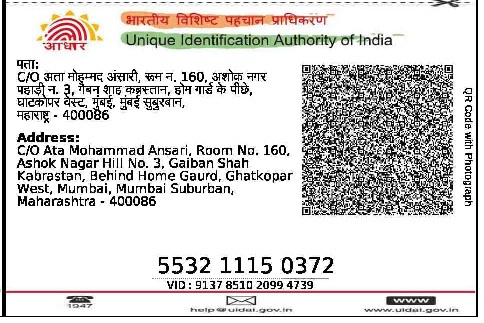 भारतीय विशिष्ट पहचान प्राधिकरण
Unique Identification Authority of India
आधार
पता:
C/O अता मोहम्मद अंसारी, रूम न. 160, अशोक नगर
पहाड़ी न. 3, गैबन शाह कब्रस्तान, होम गार्ड के पीछे,
घाटकोपर वेस्ट, मुंबई, मुंबई सुबुरबान,
महाराष्ट्र - 400086
Address:
C/O Ata Mohammad Ansari, Room No. 160,
Ashok Nagar Hill No. 3, Gaiban Shah
Kabrastan, Behind Home Gaurd, Ghatkopar
West, Mumbai, Mumbai Suburban,
Maharashtra - 400086
QR Code with Photograph
5532 1115 0372
VID : 9137 8510 2099 4739
1947
help@uidai.gov.in
www
www.uidai.gov.in